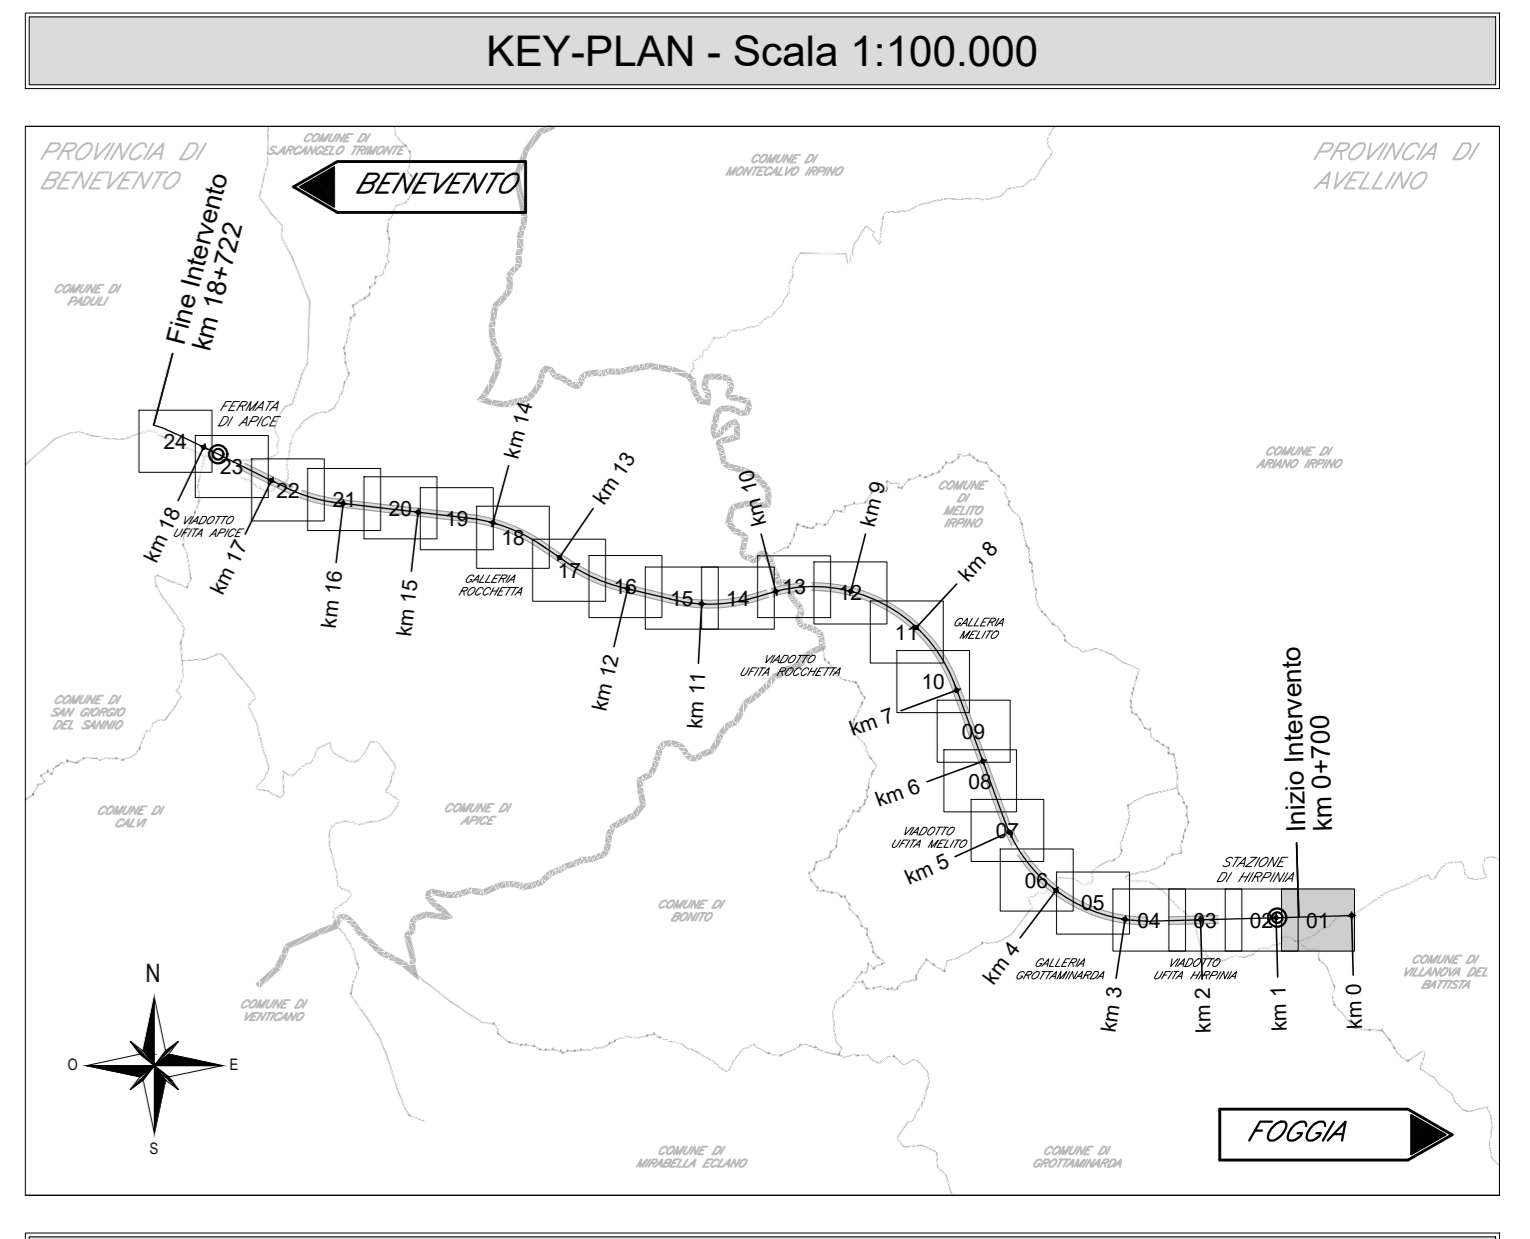 KEY-PLAN - Scala 1:100.000
PROVINCIA DI
BENEVENTO
COMUNE DI
S.ARCANGELO TRIMONTE
BENEVENTO
COMUNE DI
MONTECALVO IRPINO
PROVINCIA DI
AVELLINO
COMUNE DI
PADULI
Fine Intervento
km 18+722
FERMATA
DI APICE
24
23
22
21
20
19
18
17
16
15
14
13
12
11
10
09
08
07
06
05
04
03
02
01
km 18
km 17
km 16
km 15
km 14
km 13
km 12
km 11
km 10
km 9
km 8
km 7
km 6
km 5
km 4
km 3
km 2
km 1
km 0
VIADOTTO
UFITA APICE
GALLERIA
ROCCHETTA
VIADOTTO
UFITA ROCCHETTA
GALLERIA
MELITO
COMUNE
DI
MELITO
IRPINO
COMUNE DI
ARIANO IRPINO
VIADOTTO
UFITA MELITO
GALLERIA
GROTTAMINARDA
VIADOTTO
UFITA HIRPINIA
STAZIONE
DI HIRPINIA
Inizio Intervento
km 0+700
COMUNE DI
SAN GIORGIO
DEL SANNIO
COMUNE DI
CALVI
COMUNE DI
APICE
COMUNE DI
BONITO
COMUNE DI
VENTICANO
COMUNE DI
VILLANOVA DEL
BATTISTA
COMUNE DI
MIRABELLA ECLANO
COMUNE DI
GROTTAMINARDA
N
O
E
S
FOGGIA